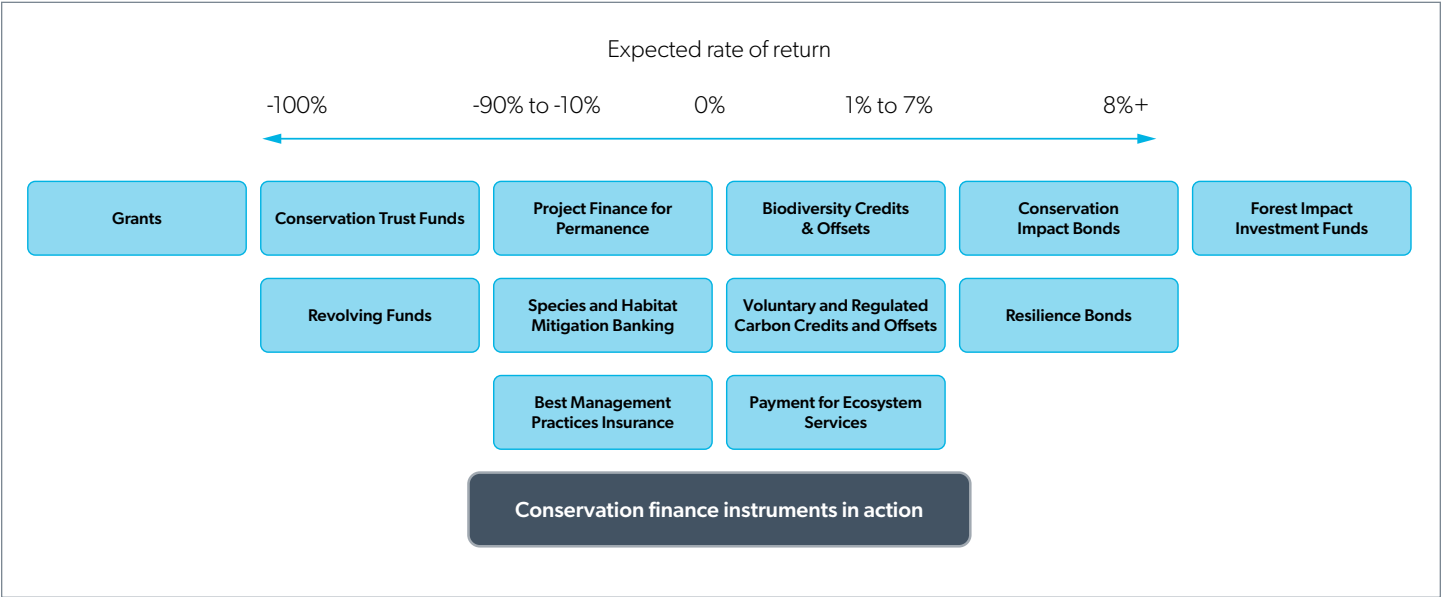 Expected rate of return
-100% -90% to -10% 0% 1% to 7% 8%+
Grants
Conservation Trust Funds
Project Finance for
Permanence
Biodiversity Credits
& Offsets
Conservation
Impact Bonds
Forest Impact
Investment Funds
Revolving Funds
Species and Habitat
Mitigation Banking
Voluntary and Regulated
Carbon Credits and Offsets
Resilience Bonds
Best Management
Practices Insurance
Payment for Ecosystem
Services
Conservation finance instruments in action